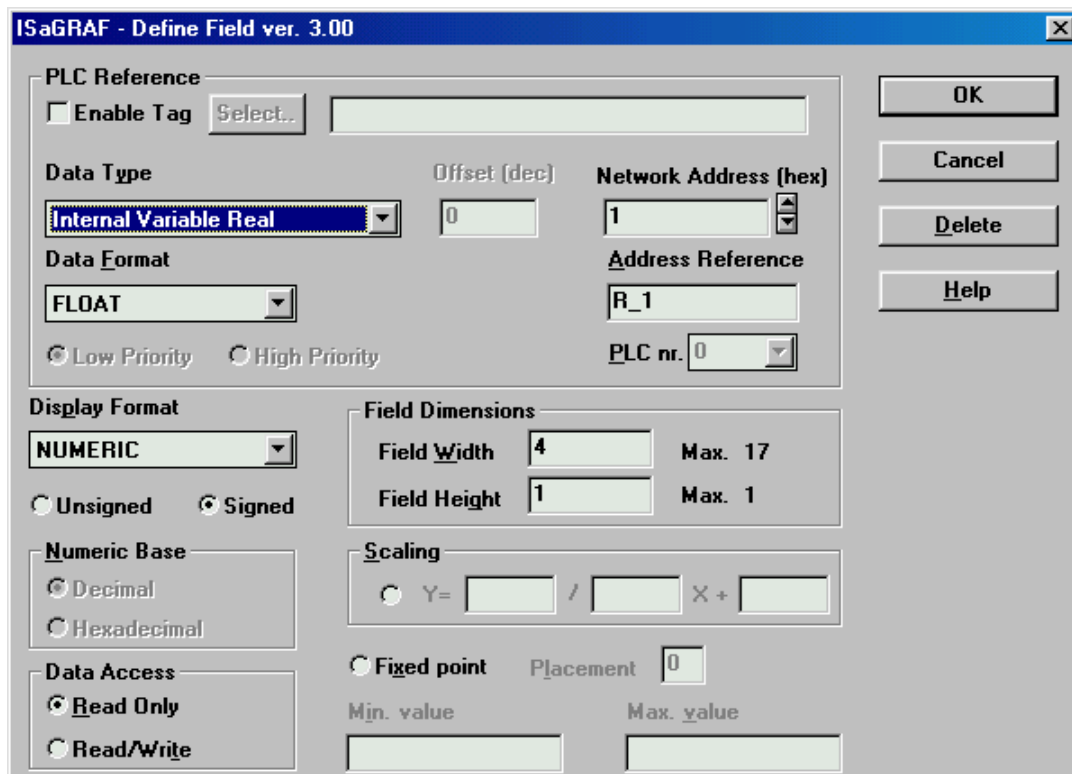 ISaGRAF - Define Field ver. 3.00
PLC Reference
Enable Tag Select..
OK
Data Type Offset (dec) Network Address (hex)
Cancel
Internal Variable Real 0 1
Delete
Data Format Address Reference
FLOAT R_1
Help
Low Priority High Priority PLC nr. 0
Display Format Field Dimensions
NUMERIC Field Width 4 Max. 17
Unsigned Signed Field Height 1 Max. 1
Numeric Base Scaling
Decimal Y= / X +
Hexadecimal
Data Access Fixed point Placement 0
Read Only Min. value Max. value
Read/Write